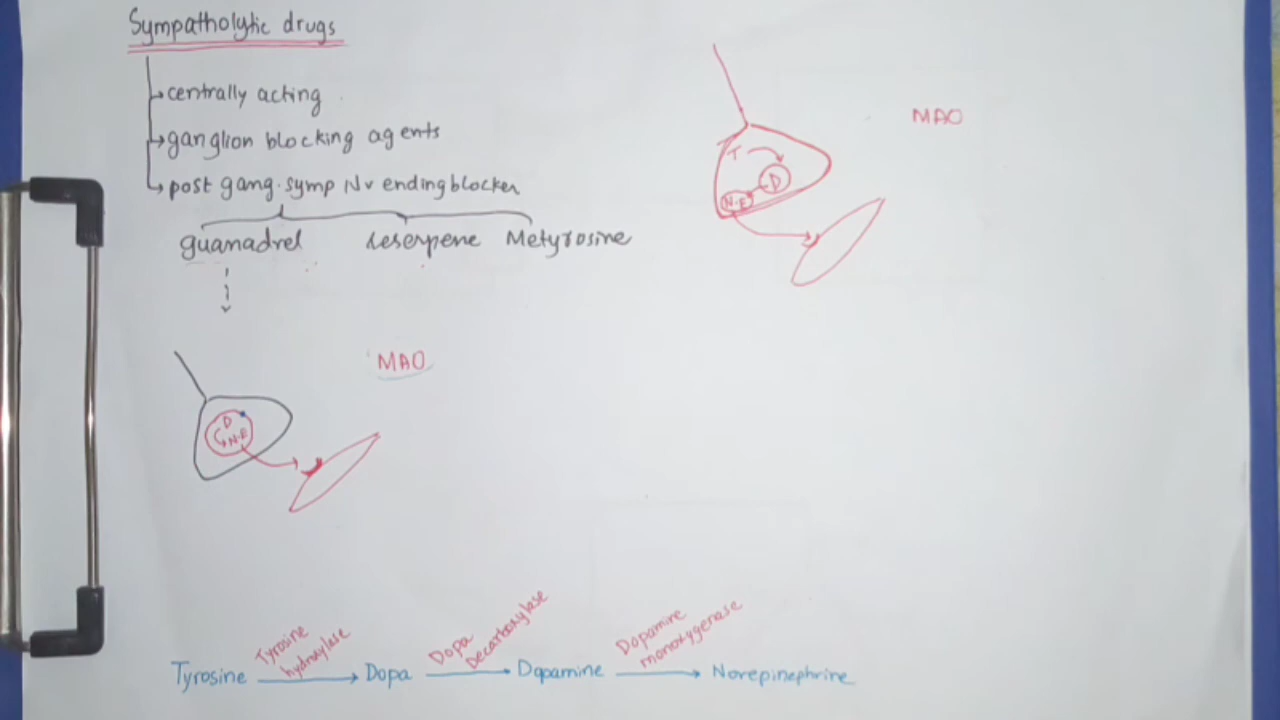 Sympatholytic drugs
centrally acting
ganglion blocking agents
post gang. symp Nv ending blocker
guanadrel reserpene Metyrosine
MAO
T
D
N-E
MAO
D
N-E
Tyrosine hydroxylase
Dopa Decarboxylase
Dopamine monoxygenase
Tyrosine Dopa Dopamine Norepinephrine